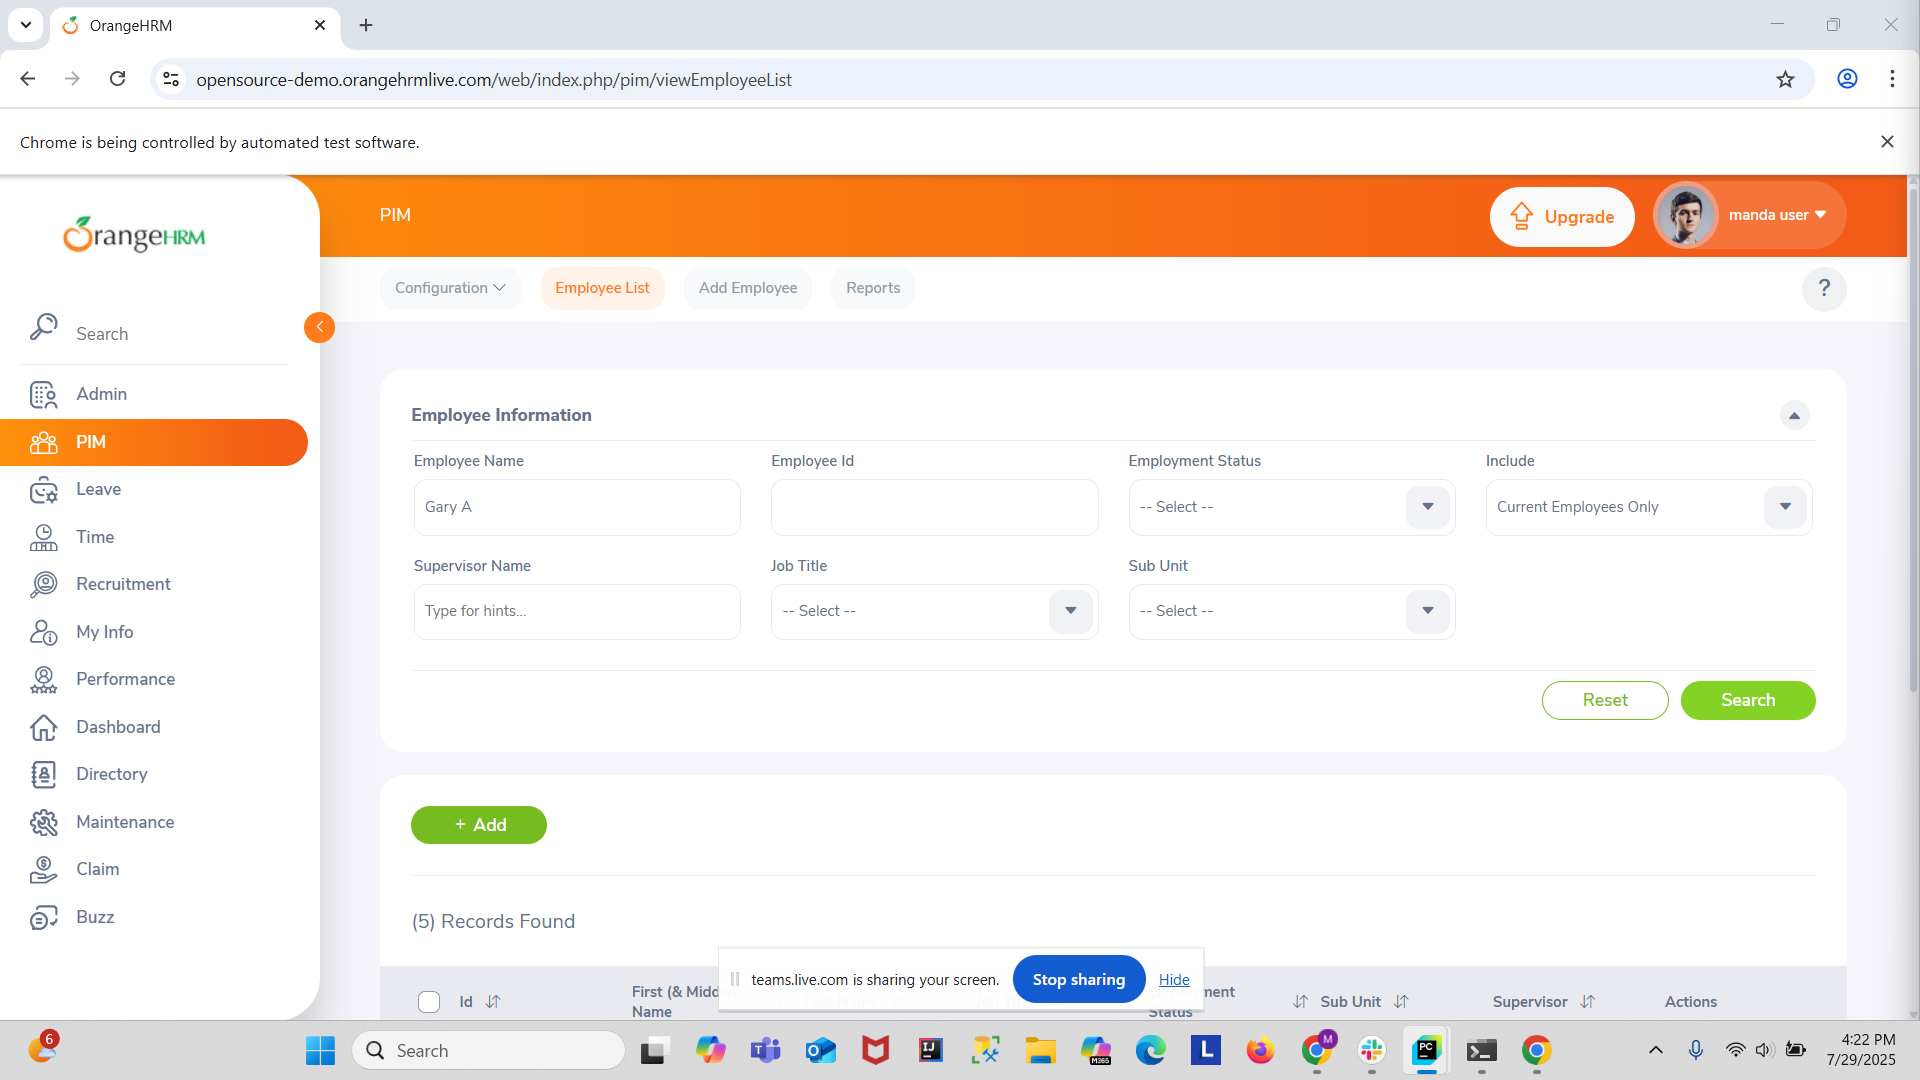 OrangeHRM
opensource-demo.orangehrmlive.com/web/index.php/pim/viewEmployeeList
Chrome is being controlled by automated test software.
OrangeHRM
PIM
Upgrade
manda user
Configuration
Employee List
Add Employee
Reports
?
Search
Admin
PIM
Leave
Time
Recruitment
My Info
Performance
Dashboard
Directory
Maintenance
Claim
Buzz
Employee Information
Employee Name
Employee Id
Employment Status
Include
Gary A
-- Select --
Current Employees Only
Supervisor Name
Job Title
Sub Unit
Type for hints...
-- Select --
-- Select --
Reset
Search
+ Add
(5) Records Found
teams.live.com is sharing your screen.
Stop sharing
Hide
Id
First (& Midd
Name
Last Name
Status
Sub Unit
Supervisor
Actions
6
Search
M
M365
L
PC
4:22 PM
7/29/2025